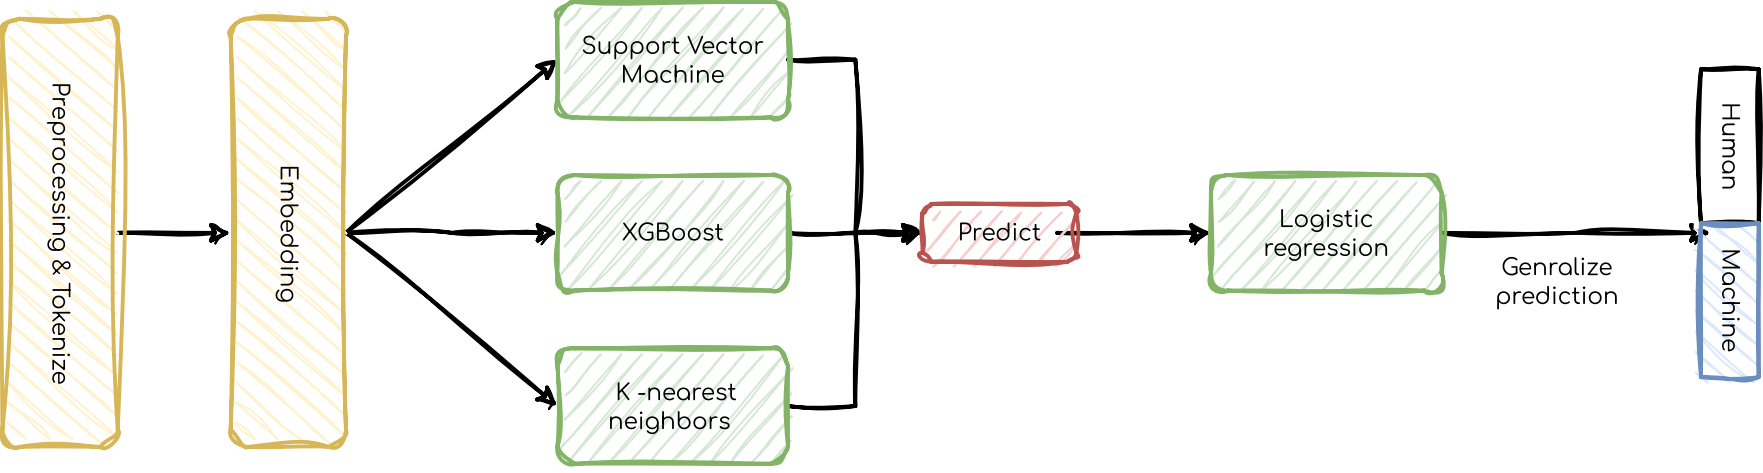 Preprocessing & Tokenize
Embedding
Support Vector
Machine
XGBoost
K -nearest
neighbors
Predict
Logistic
regression
Genralize
prediction
Human
Machine